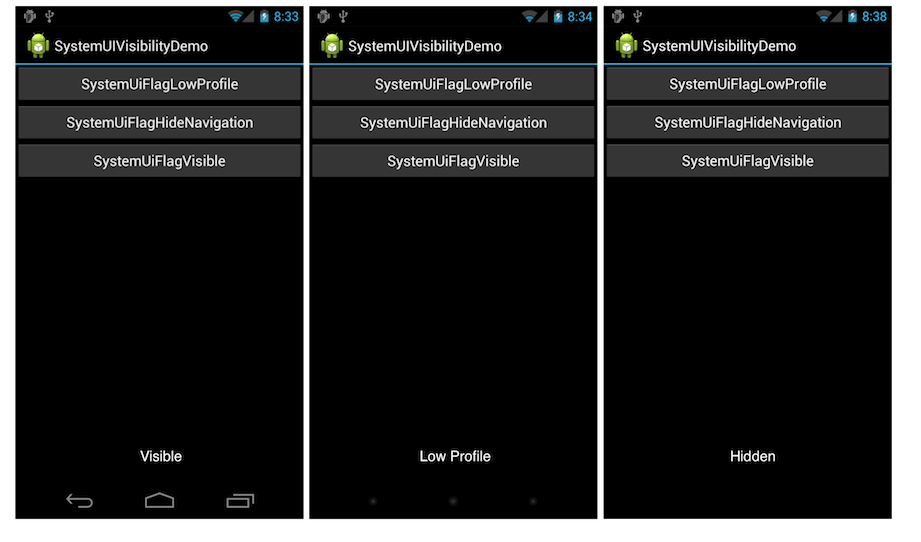 8:33
SystemUIVisibilityDemo
SystemUiFlagLowProfile
SystemUiFlagHideNavigation
SystemUiFlagVisible
Visible
8:34
SystemUIVisibilityDemo
SystemUiFlagLowProfile
SystemUiFlagHideNavigation
SystemUiFlagVisible
Low Profile
8:38
SystemUIVisibilityDemo
SystemUiFlagLowProfile
SystemUiFlagHideNavigation
SystemUiFlagVisible
Hidden